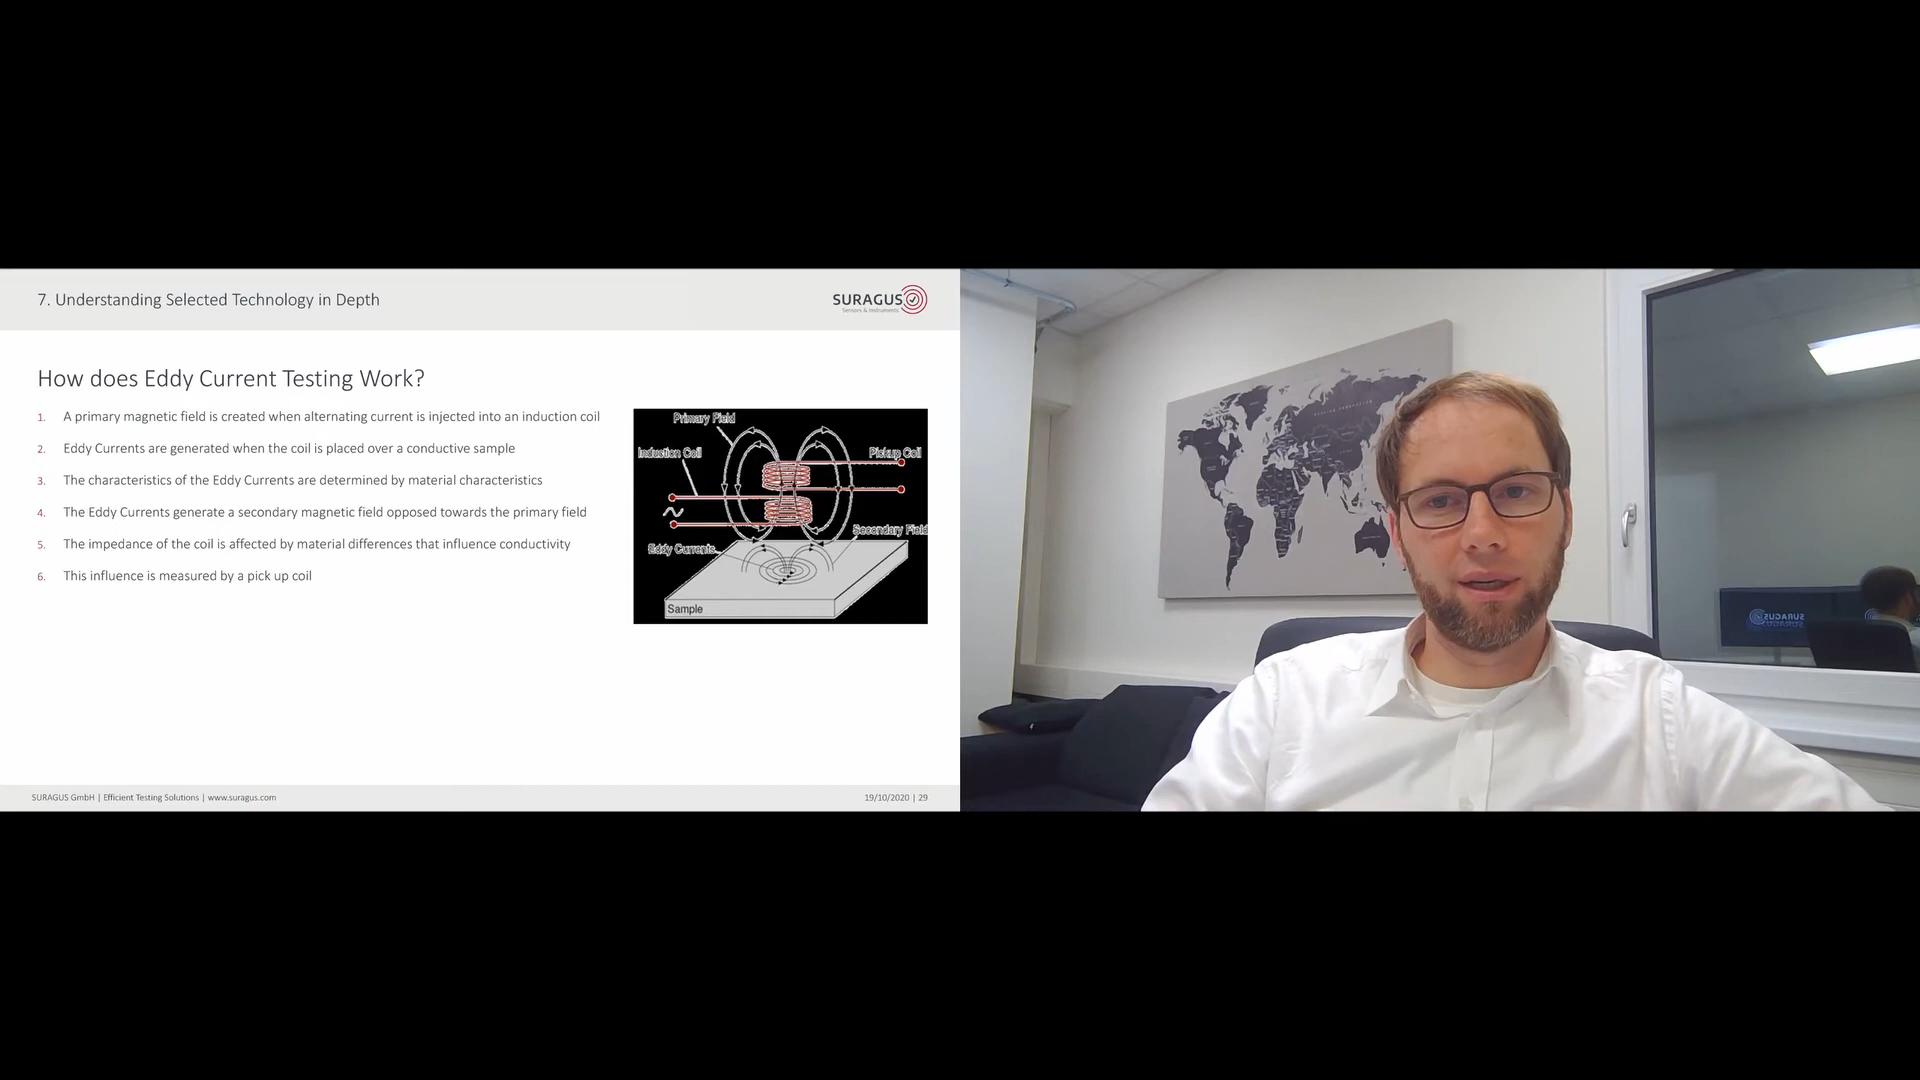 7. Understanding Selected Technology in Depth
SURAGUS
Sensors & Instruments
How does Eddy Current Testing Work?
1. A primary magnetic field is created when alternating current is injected into an induction coil
2. Eddy Currents are generated when the coil is placed over a conductive sample
3. The characteristics of the Eddy Currents are determined by material characteristics
4. The Eddy Currents generate a secondary magnetic field opposed towards the primary field
5. The impedance of the coil is affected by material differences that influence conductivity
6. This influence is measured by a pick up coil
Primary Field
Induction Coil
Pickup Coil
Secondary Field
Eddy Currents
Sample
SURAGUS GmbH | Efficient Testing Solutions | www.suragus.com
19/10/2020 | 29
SURAGUS